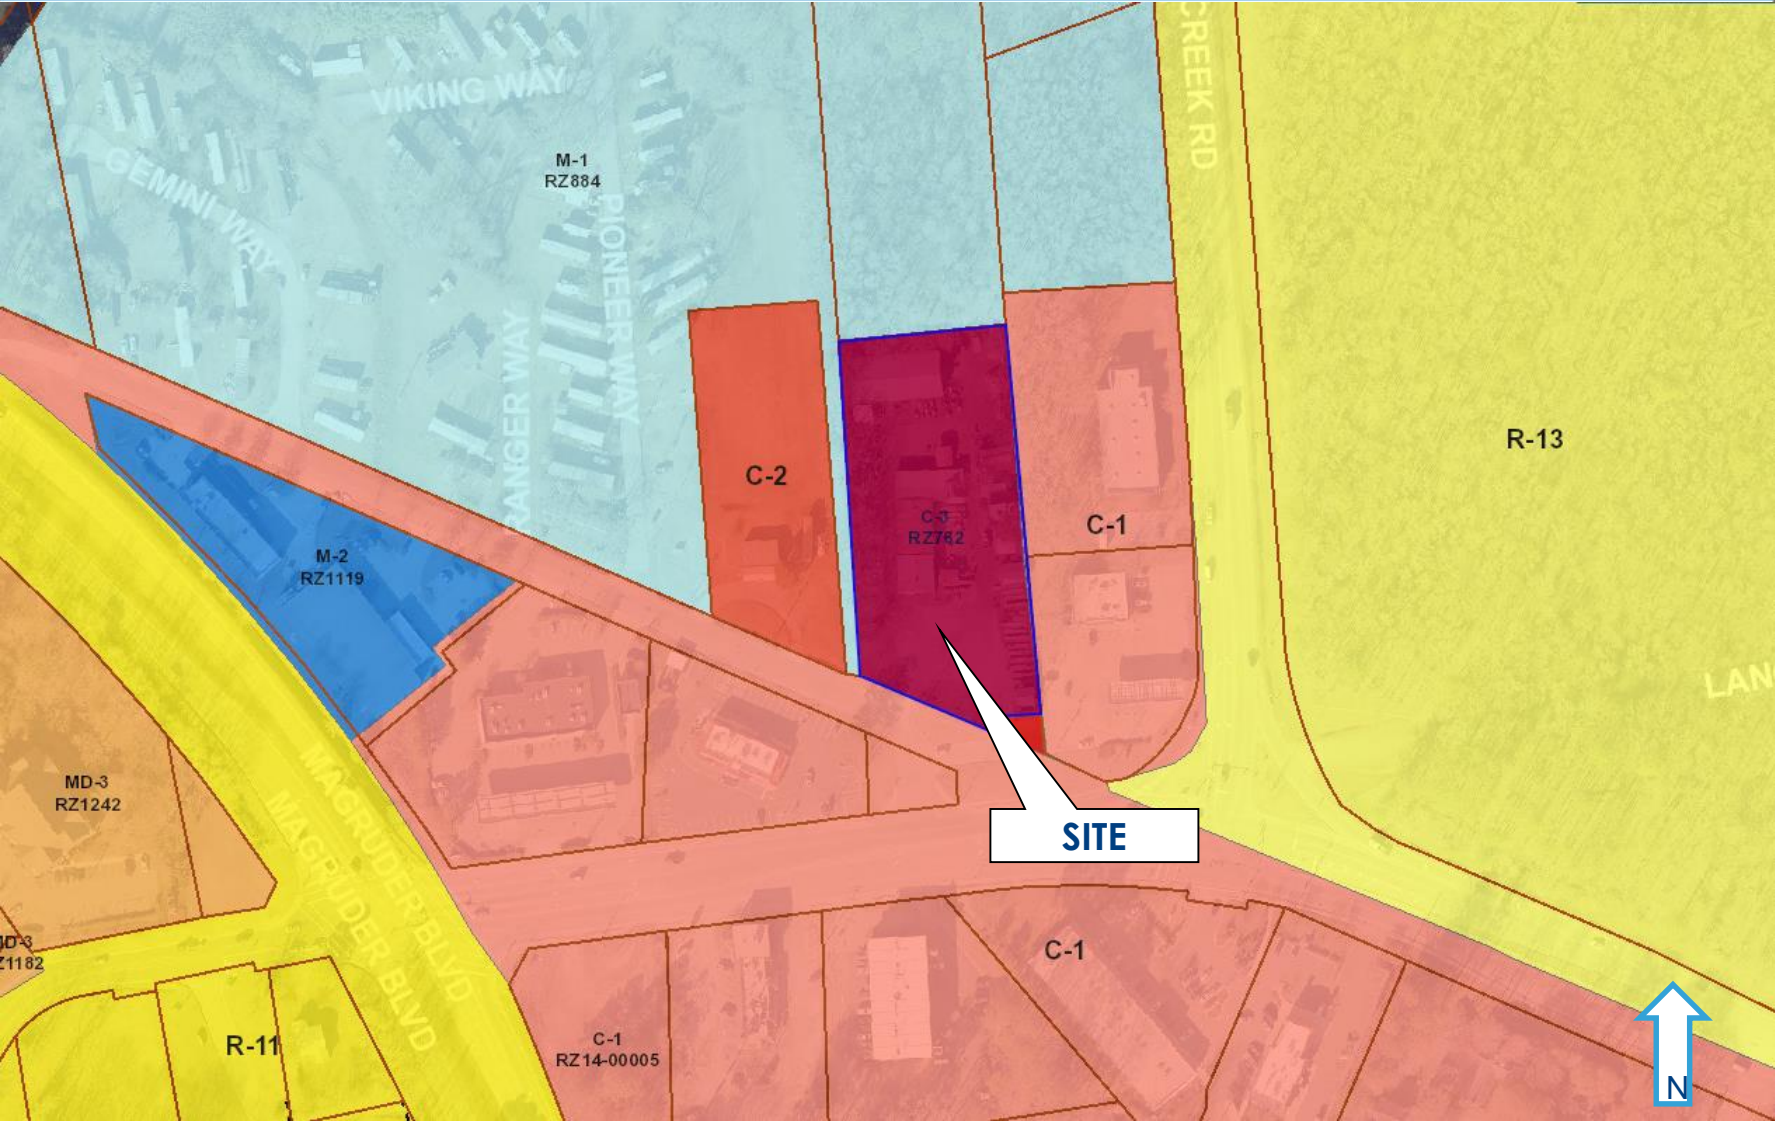 VIKING WAY
CREEK RD
GEMINI WAY
M-1
RZ884
PIONEER WAY
RANGER WAY
R-13
C-2
C-3
RZ762
C-1
M-2
RZ1119
MD-3
RZ1242
MAGRUDER BLVD
MAGRUDER BLVD
SITE
C-1
R-11
C-1
RZ14-00005
N